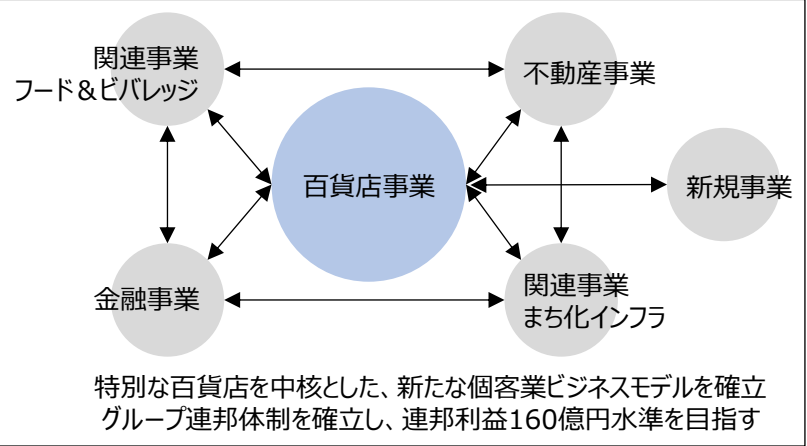 関連事業
フード＆ビバレッジ
不動産事業
百貨店事業
新規事業
金融事業
関連事業
まち化インフラ
特別な百貨店を中核とした、新たな個客業ビジネスモデルを確立
グループ連邦体制を確立し、連邦利益160億円水準を目指す